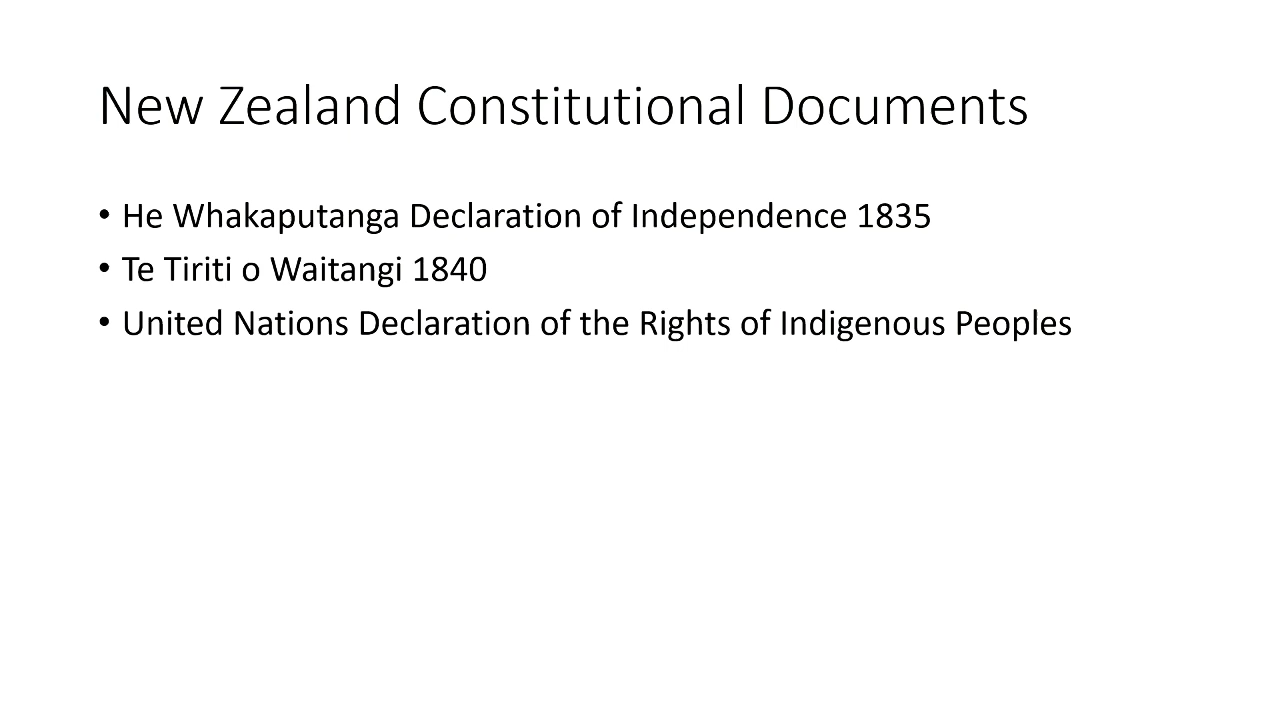 New Zealand Constitutional Documents
• He Whakaputanga Declaration of Independence 1835
• Te Tiriti o Waitangi 1840
• United Nations Declaration of the Rights of Indigenous Peoples